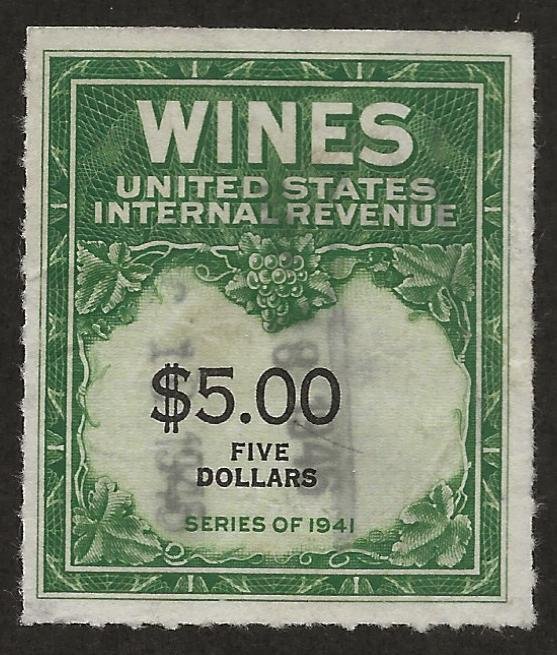 WINES
UNITED STATES
INTERNAL REVENUE
$5.00
FIVE
DOLLARS
SERIES OF 1941